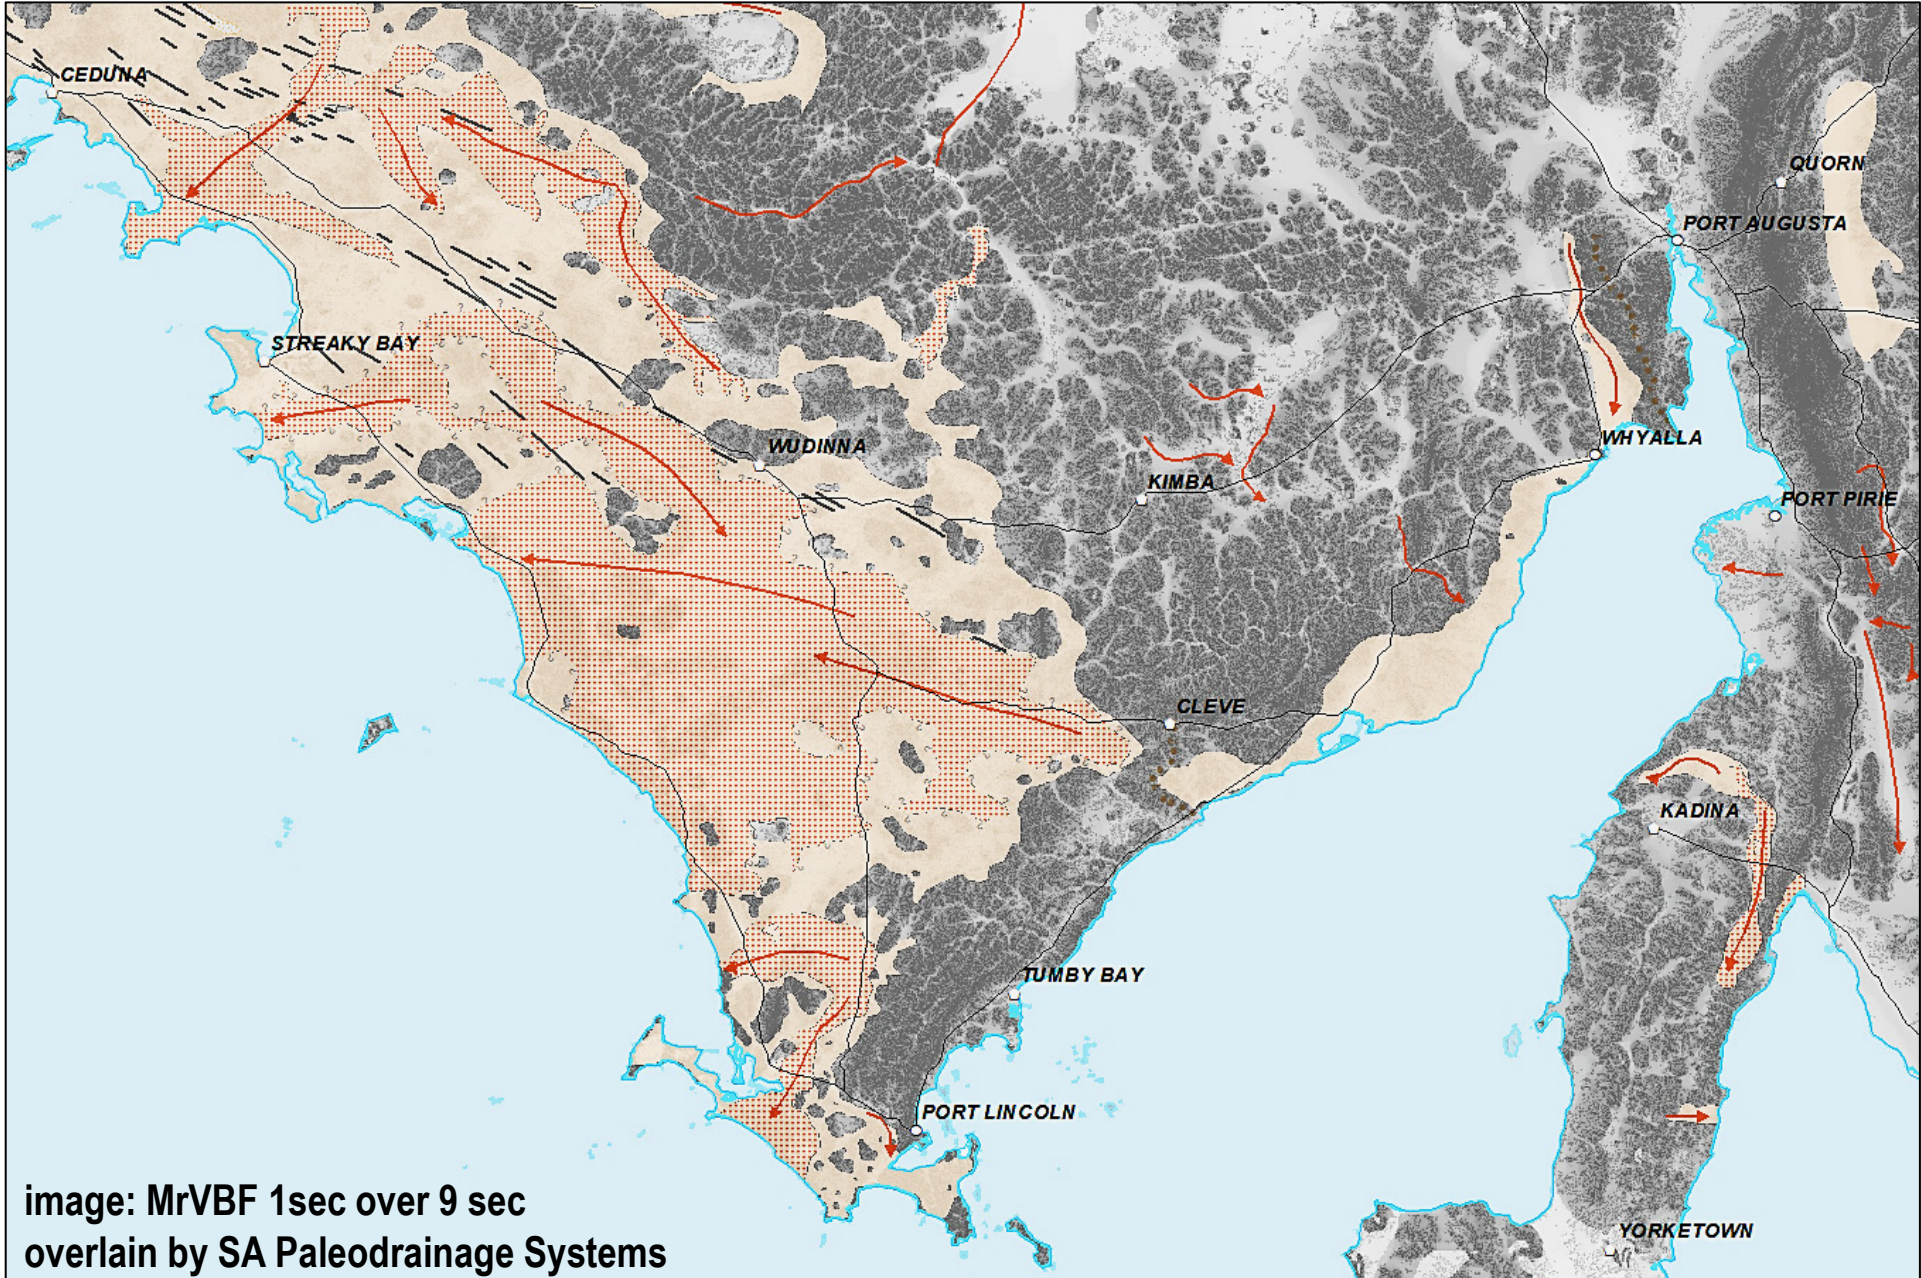 CEDUNA
QUORN
PORT AUGUSTA
STREAKY BAY
WUDINNA
WHYALLA
KIMBA
PORT PIRIE
CLEVE
KADINA
TUMBY BAY
PORT LINCOLN
image: MrVBF 1sec over 9 sec
overlain by SA Paleodrainage Systems
YORKETOWN